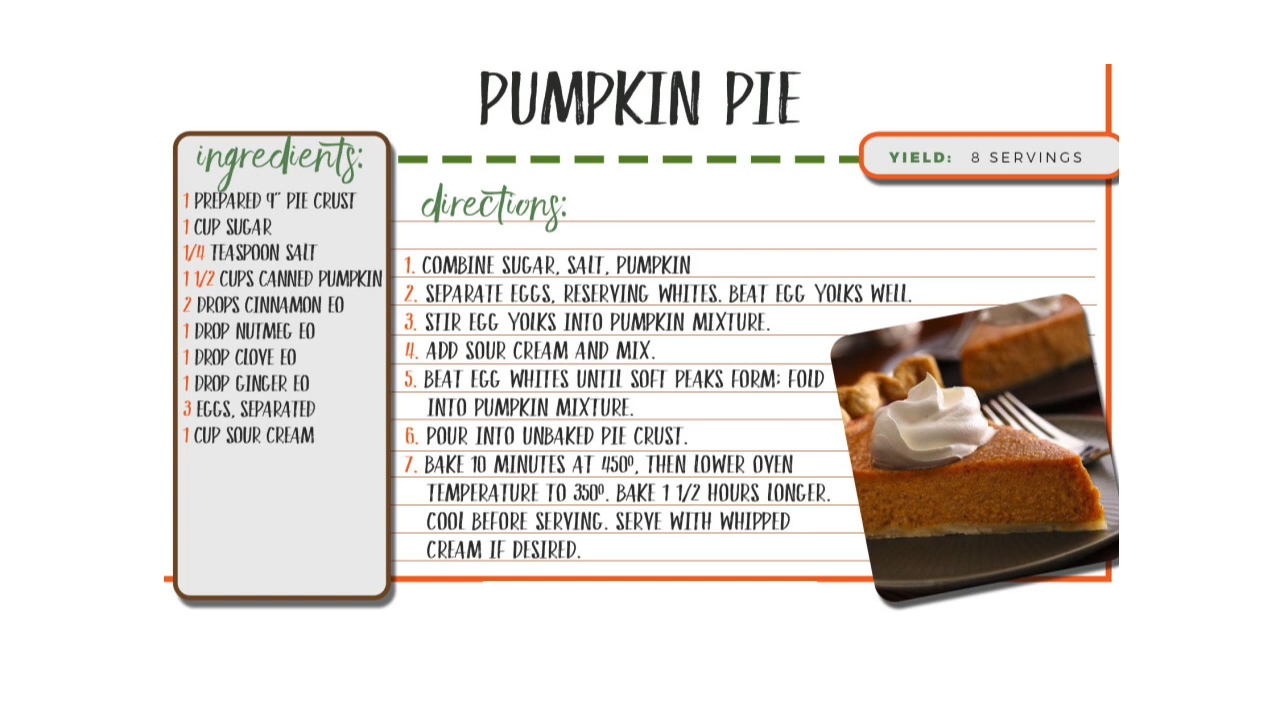 PUMPKIN PIE
ingredients:
1 PREPARED 9" PIE CRUST
1 CUP SUGAR
1/4 TEASPOON SALT
1 1/2 CUPS CANNED PUMPKIN
2 DROPS CINNAMON EO
1 DROP NUTMEG EO
1 DROP CLOVE EO
1 DROP GINGER EO
3 EGGS, SEPARATED
1 CUP SOUR CREAM
YIELD: 8 SERVINGS
directions:
1. COMBINE SUGAR, SALT, PUMPKIN
2. SEPARATE EGGS, RESERVING WHITES. BEAT EGG YOLKS WELL.
3. STIR EGG YOLKS INTO PUMPKIN MIXTURE.
4. ADD SOUR CREAM AND MIX.
5. BEAT EGG WHITES UNTIL SOFT PEAKS FORM; FOLD
INTO PUMPKIN MIXTURE.
6. POUR INTO UNBAKED PIE CRUST.
7. BAKE 10 MINUTES AT 450º, THEN LOWER OVEN
TEMPERATURE TO 350º. BAKE 1 1/2 HOURS LONGER.
COOL BEFORE SERVING. SERVE WITH WHIPPED
CREAM IF DESIRED.